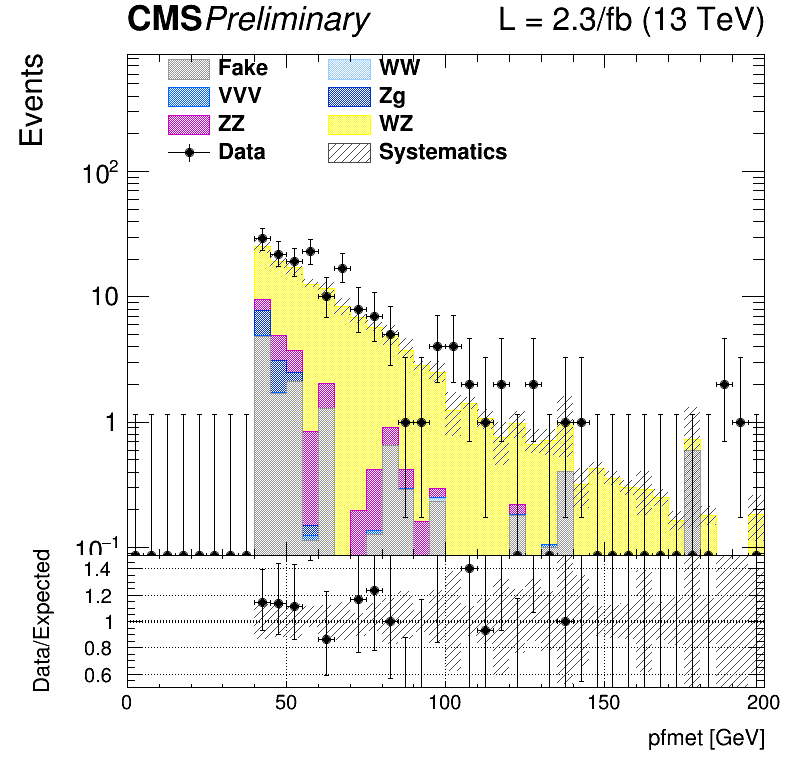 CMS Preliminary L = 2.3/fb (13 TeV)
Events
Fake WW
VVV Zg
ZZ WZ
Data Systematics
10²
10
1
10⁻¹
Data/Expected
1.4
1.2
1
0.8
0.6
0 50 100 150 200
pfmet [GeV]